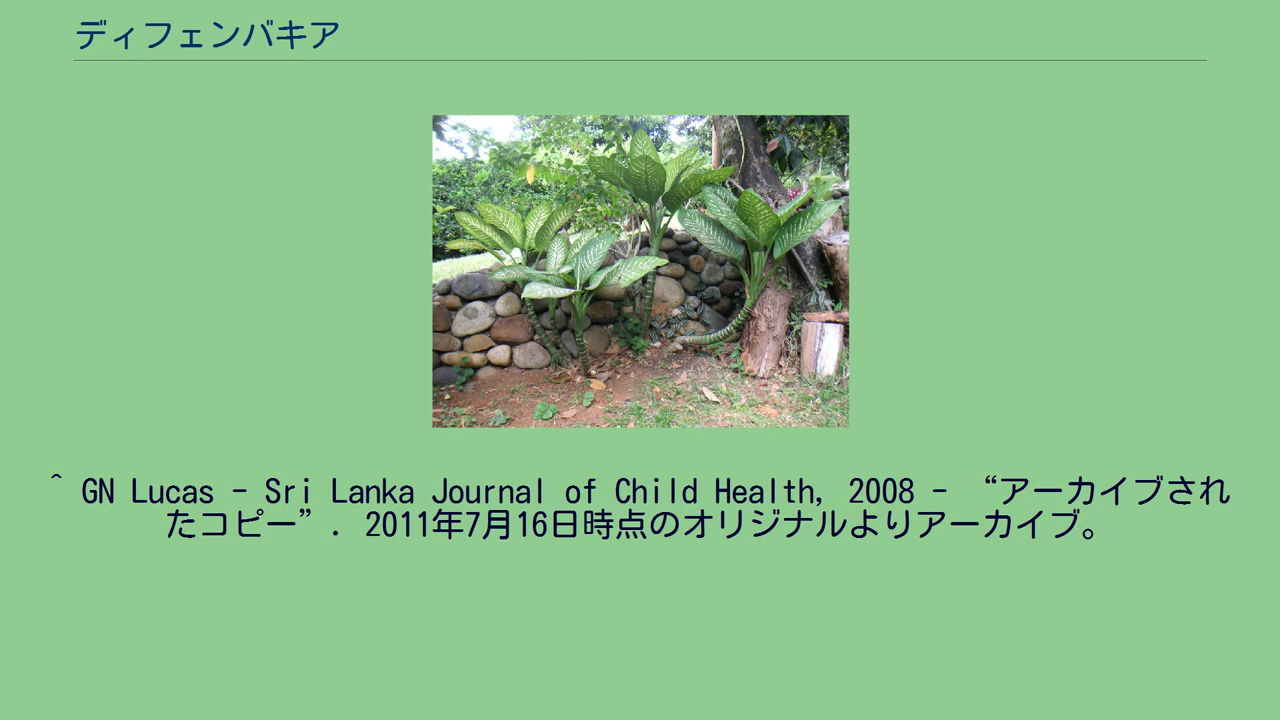 ディフェンバキア
^ GN Lucas - Sri Lanka Journal of Child Health, 2008 - “アーカイブされ
たコピー”. 2011年7月16日時点のオリジナルよりアーカイブ。